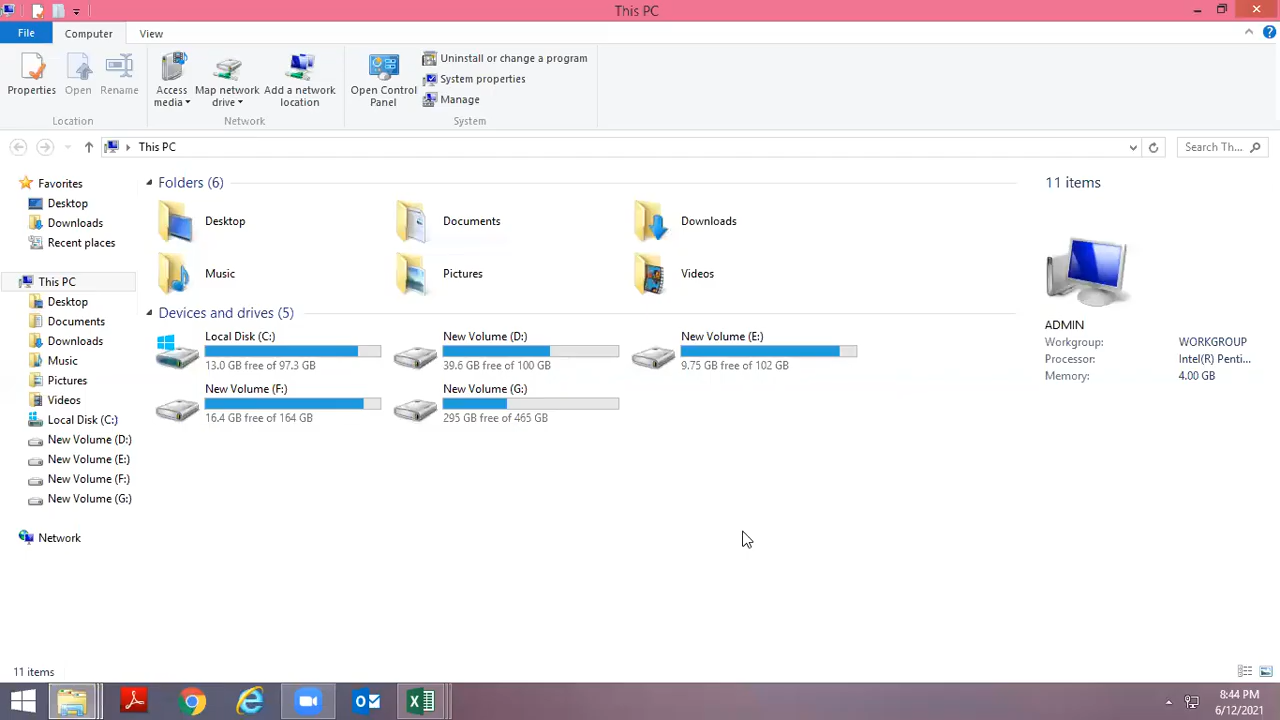 This PC
File
Computer
View
Properties
Open
Rename
Access media
Map network drive
Add a network location
Open Control Panel
Uninstall or change a program
System properties
Manage
Location
Network
System
This PC
Search Th...
Favorites
Desktop
Downloads
Recent places
This PC
Desktop
Documents
Downloads
Music
Pictures
Videos
Local Disk (C:)
New Volume (D:)
New Volume (E:)
New Volume (F:)
New Volume (G:)
Network
Folders (6)
Desktop
Documents
Downloads
Music
Pictures
Videos
Devices and drives (5)
Local Disk (C:)
13.0 GB free of 97.3 GB
New Volume (D:)
39.6 GB free of 100 GB
New Volume (E:)
9.75 GB free of 102 GB
New Volume (F:)
16.4 GB free of 164 GB
New Volume (G:)
295 GB free of 465 GB
11 items
ADMIN
Workgroup: WORKGROUP
Processor: Intel(R) Penti...
Memory: 4.00 GB
11 items
8:44 PM
6/12/2021